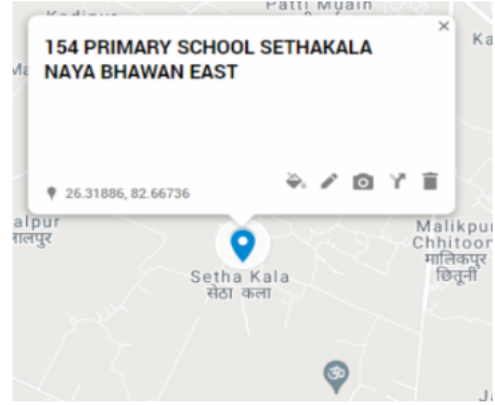 Patti Muain
Kadipur
154 PRIMARY SCHOOL SETHAKALA
NAYA BHAWAN EAST
26.31886, 82.66736
alpur
ालपुर
Malikpur
Chhitoon
मालिकपुर
छितूनी
Setha Kala
सेठा कला
ॐ